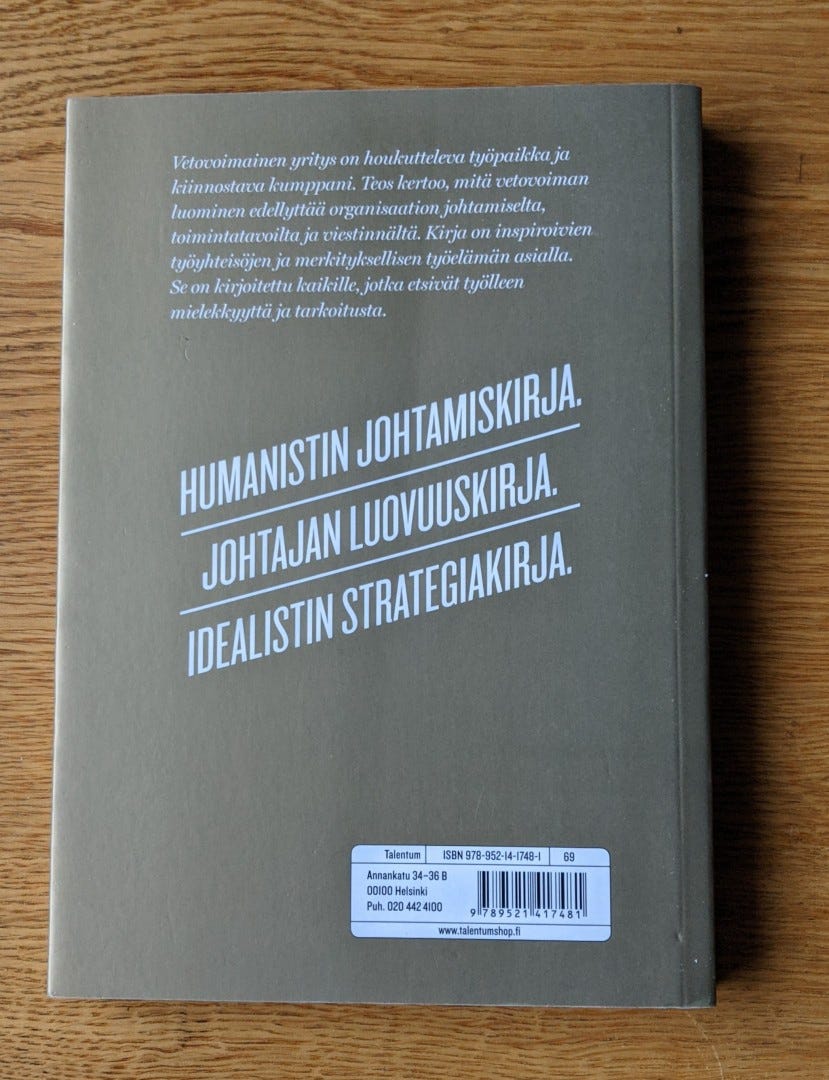 Vetovoimainen yritys on houkutteleva työpaikka ja
kiinnostava kumppani. Teos kertoo, mitä vetovoiman
luominen edellyttää organisaation johtamiselta,
toimintatavoilta ja viestinnältä. Kirja on inspiroivien
työyhteisöjen ja merkityksellisen työelämän asialla.
Se on kirjoitettu kaikille, jotka etsivät työlleen
mielekkyyttä ja tarkoitusta.
HUMANISTIN JOHTAMISKIRJA.
JOHTAJAN LUOVUUSKIRJA.
IDEALISTIN STRATEGIAKIRJA.
Talentum ISBN 978-952-14-1748-1 69
Annankatu 34–36 B
00100 Helsinki
Puh. 020 442 4100
9 789521 417481
www.talentumshop.fi